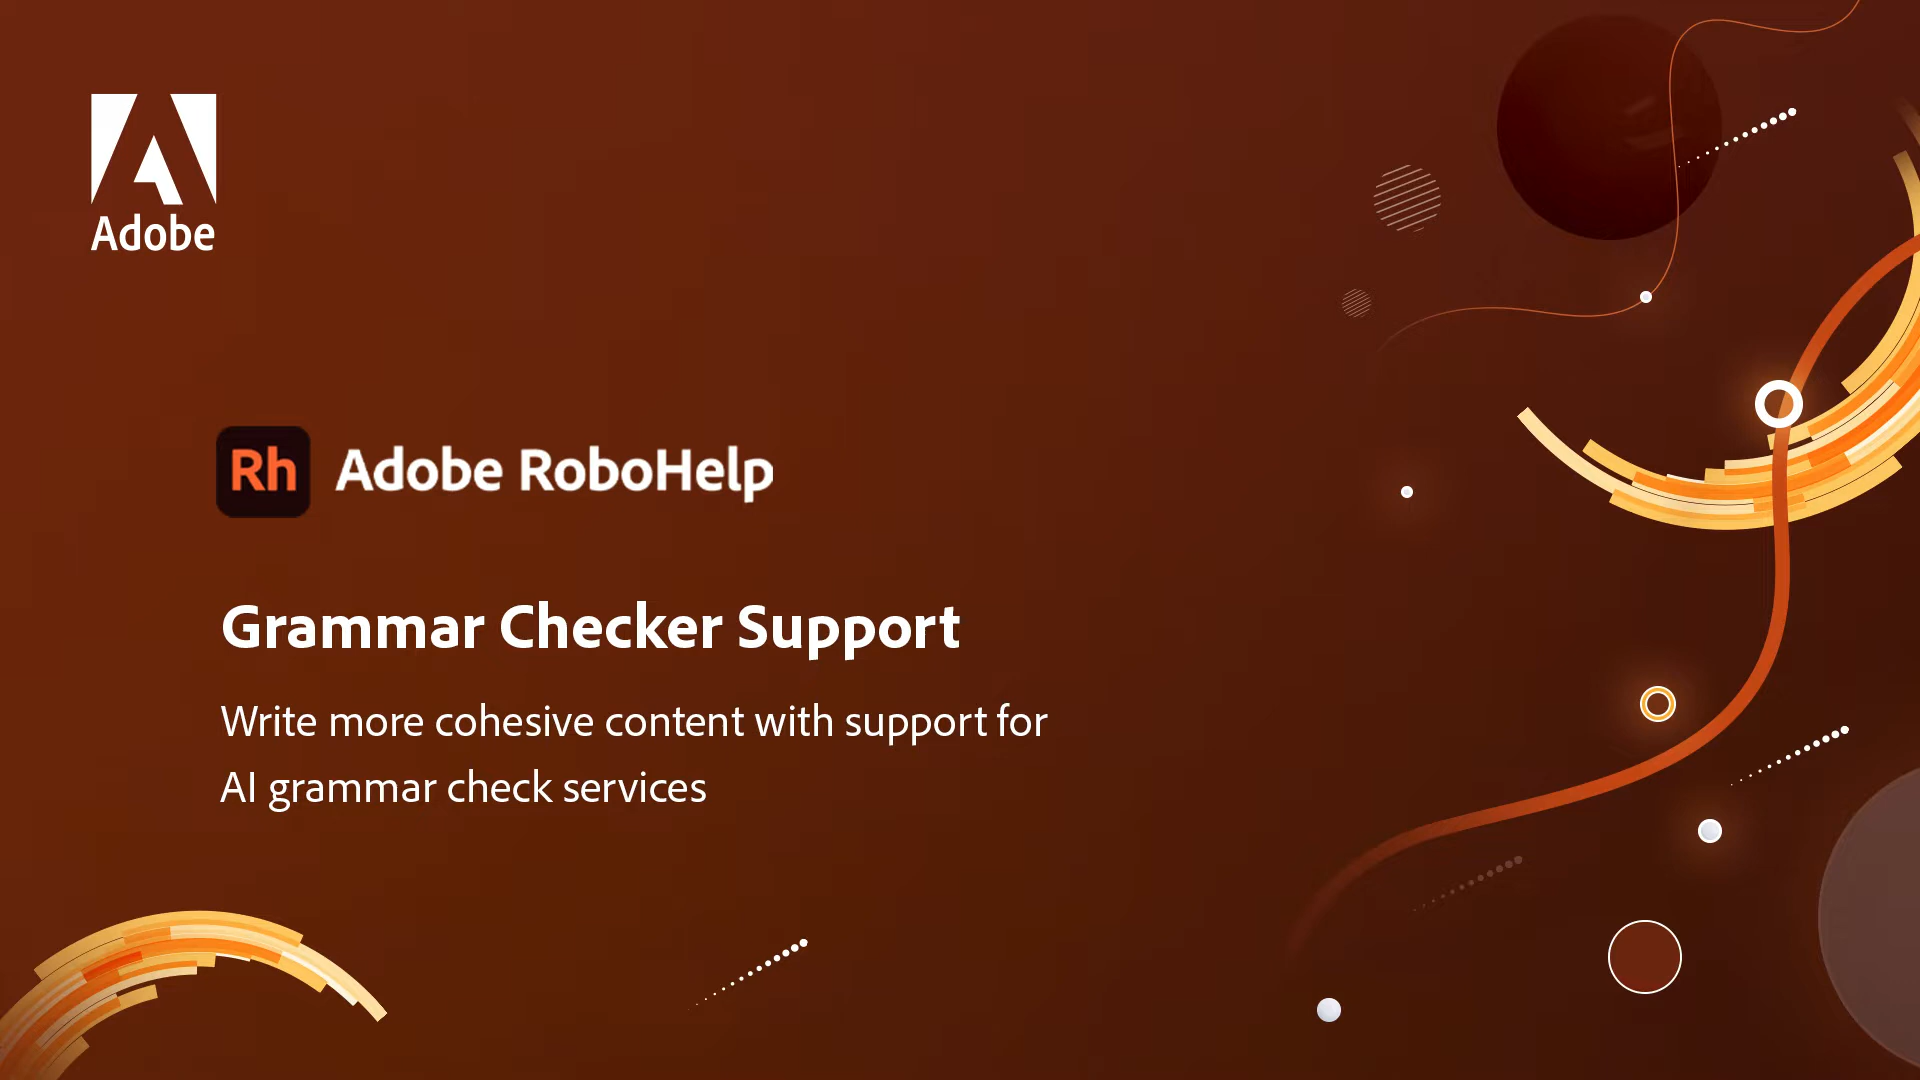 Adobe
Rh Adobe RoboHelp
Grammar Checker Support
Write more cohesive content with support for
AI grammar check services